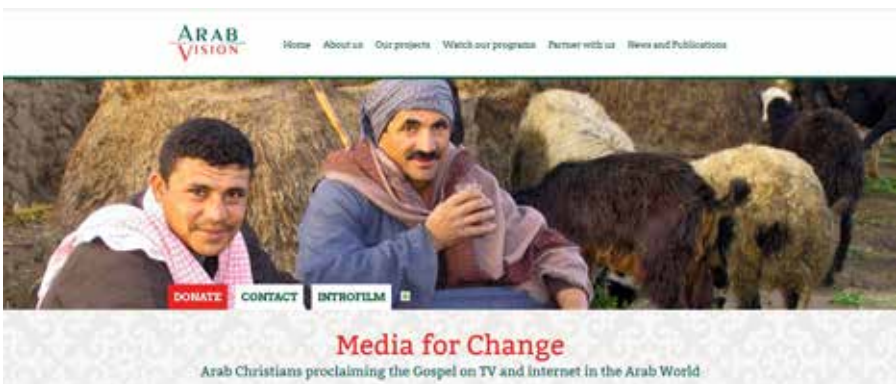 ARAB
VISION
Home About us Our projects Watch our programs Partner with us News and Publications
DONATE CONTACT INTROFILM
Media for Change
Arab Christians proclaiming the Gospel on TV and internet in the Arab World